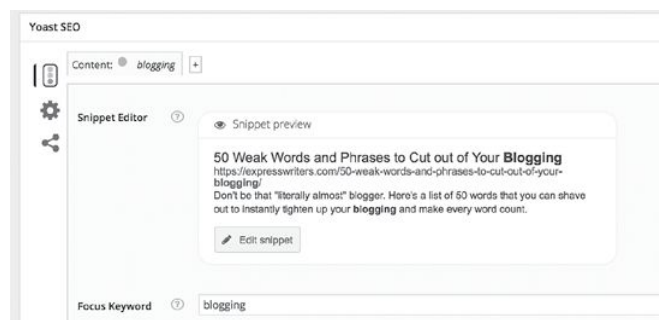 Yoast SEO
Content: blogging +
Snippet Editor ?
Snippet preview
50 Weak Words and Phrases to Cut out of Your Blogging
https://expresswriters.com/50-weak-words-and-phrases-to-cut-out-of-your-
blogging/
Don't be that "literally almost" blogger. Here's a list of 50 words that you can shave
out to instantly tighten up your blogging and make every word count.
Edit snippet
Focus Keyword ? blogging